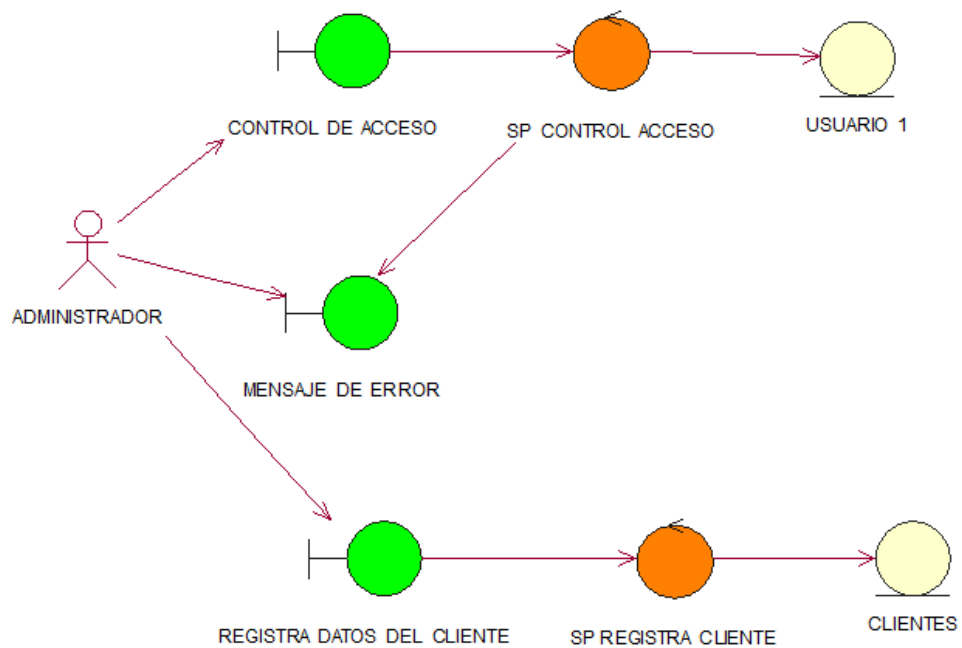 CONTROL DE ACCESO
SP CONTROL ACCESO
USUARIO 1
ADMINISTRADOR
MENSAJE DE ERROR
REGISTRA DATOS DEL CLIENTE
SP REGISTRA CLIENTE
CLIENTES